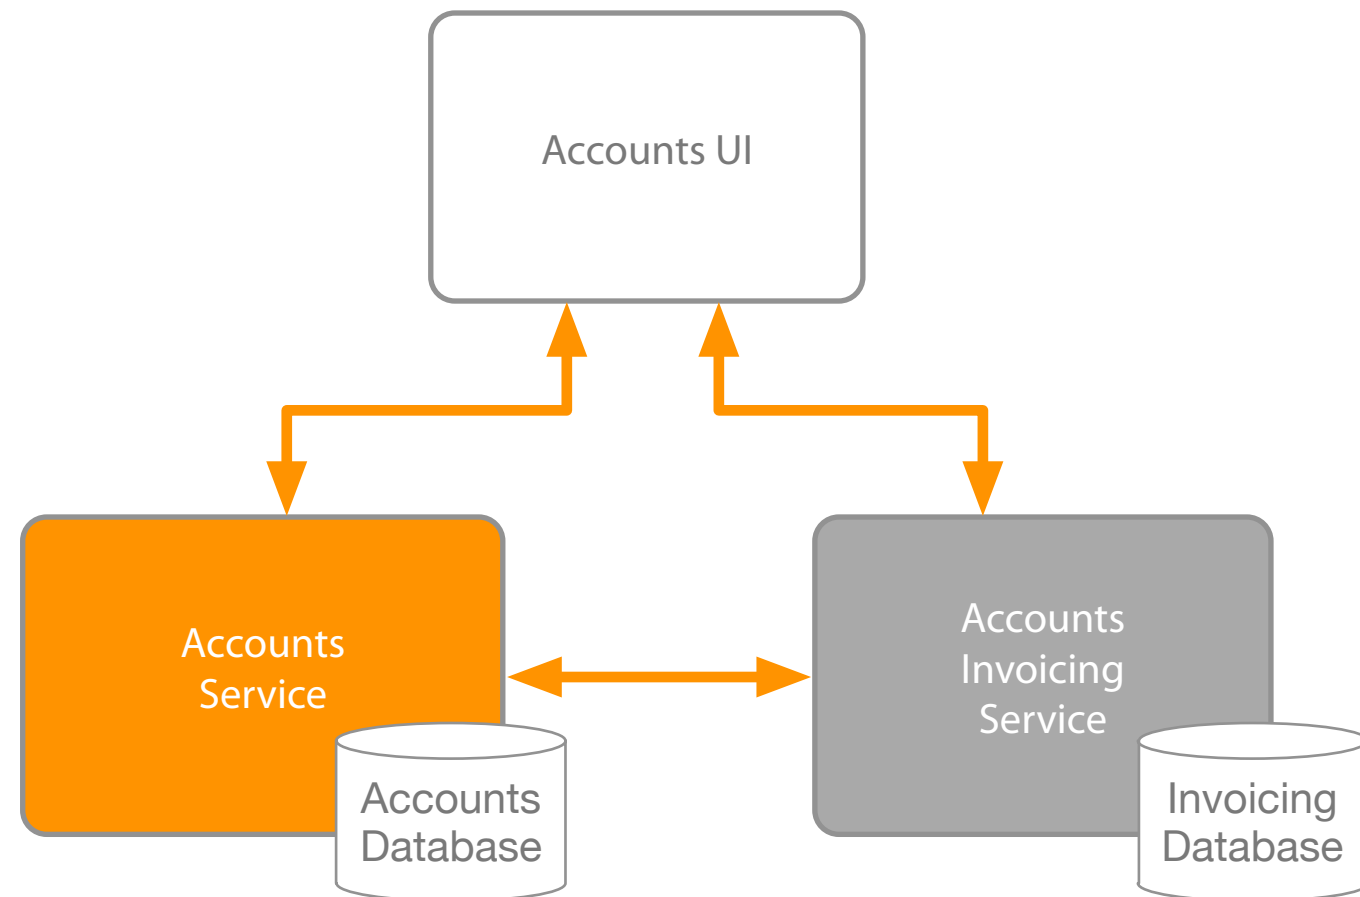 Accounts UI
Accounts
Service
Accounts
Database
Accounts
Invoicing
Service
Invoicing
Database